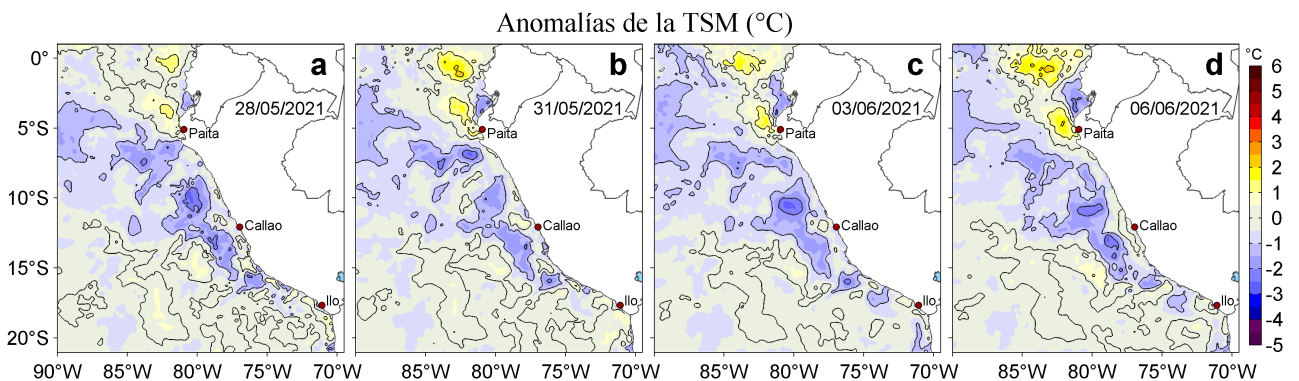 Anomalías de la TSM (°C)
a
28/05/2021
Paita
Callao
Ilo
b
31/05/2021
Paita
Callao
Ilo
c
03/06/2021
Paita
Callao
Ilo
d
06/06/2021
Paita
Callao
Ilo
0°
5°S
10°S
15°S
20°S
90°W 85°W 80°W 75°W 70°W
85°W 80°W 75°W 70°W
85°W 80°W 75°W 70°W
85°W 80°W 75°W 70°W
°C
6
5
4
3
2
1
0
-1
-2
-3
-4
-5